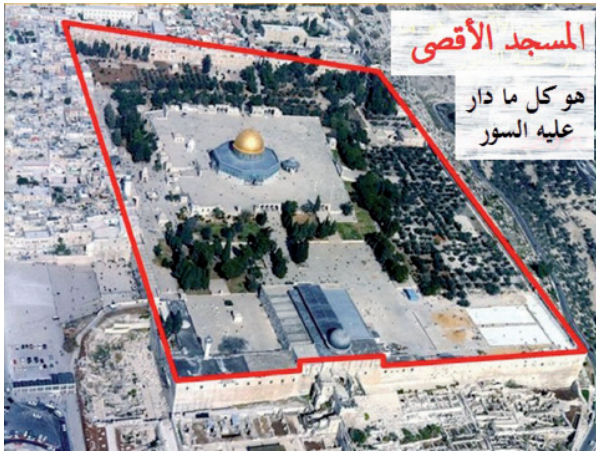 المسجد الأقصى
هو كل ما دار
عليه السور